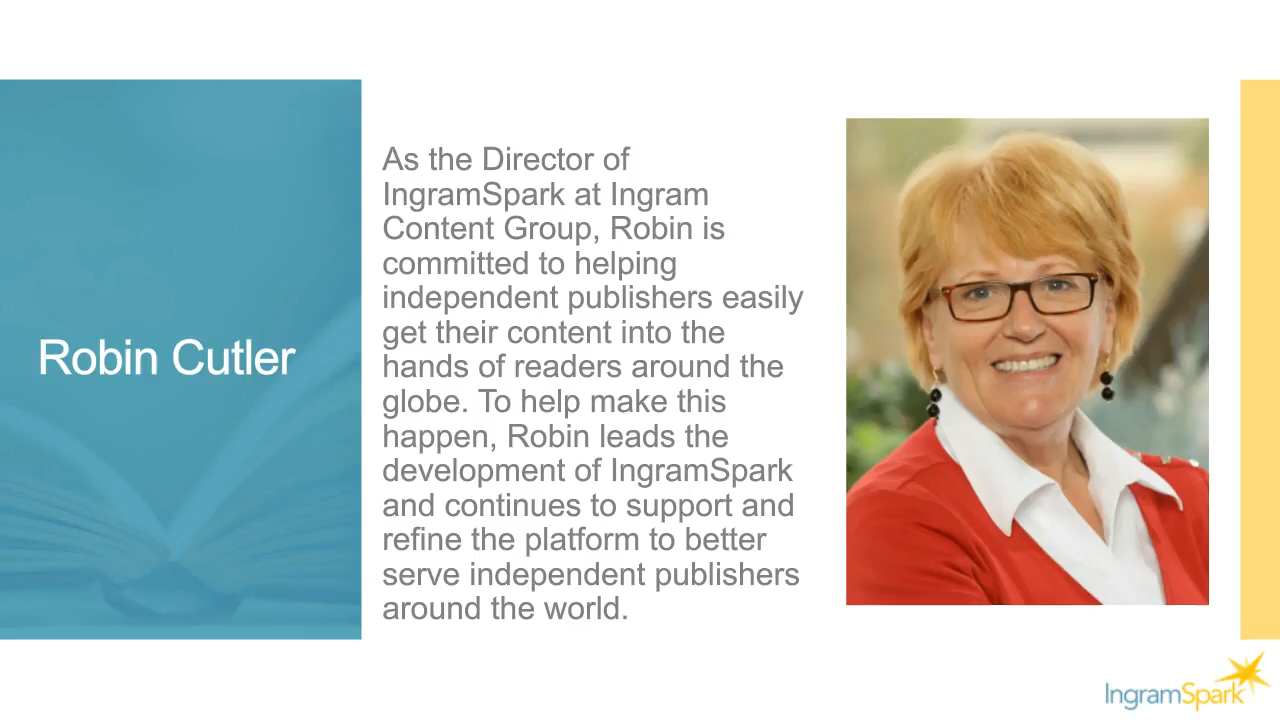 Robin Cutler
As the Director of
IngramSpark at Ingram
Content Group, Robin is
committed to helping
independent publishers easily
get their content into the
hands of readers around the
globe. To help make this
happen, Robin leads the
development of IngramSpark
and continues to support and
refine the platform to better
serve independent publishers
around the world.
IngramSpark